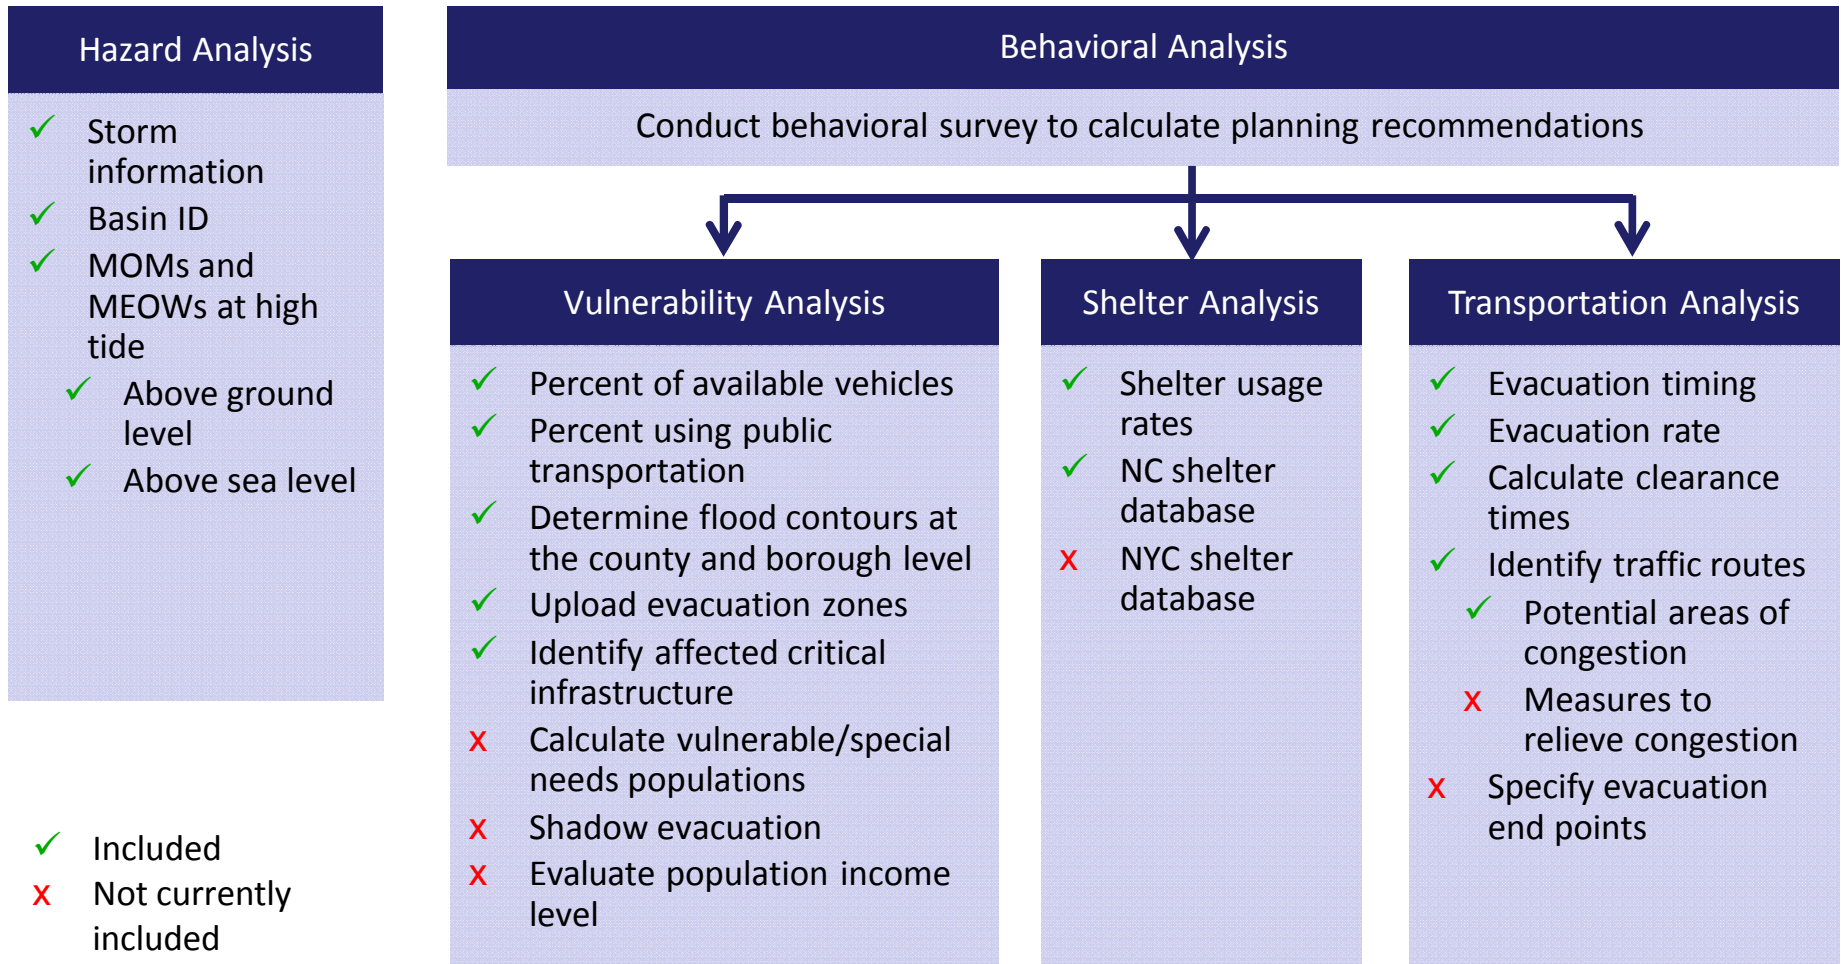 Hazard Analysis
✓ Storm
information
✓ Basin ID
✓ MOMs and
MEOWs at high
tide
✓ Above ground
level
✓ Above sea level
Behavioral Analysis
Conduct behavioral survey to calculate planning recommendations
Vulnerability Analysis
✓ Percent of available vehicles
✓ Percent using public
transportation
✓ Determine flood contours at
the county and borough level
✓ Upload evacuation zones
✓ Identify affected critical
infrastructure
x Calculate vulnerable/special
needs populations
x Shadow evacuation
x Evaluate population income
level
Shelter Analysis
✓ Shelter usage
rates
✓ NC shelter
database
x NYC shelter
database
Transportation Analysis
✓ Evacuation timing
✓ Evacuation rate
✓ Calculate clearance
times
✓ Identify traffic routes
✓ Potential areas of
congestion
x Measures to
relieve congestion
x Specify evacuation
end points
✓ Included
x Not currently
included